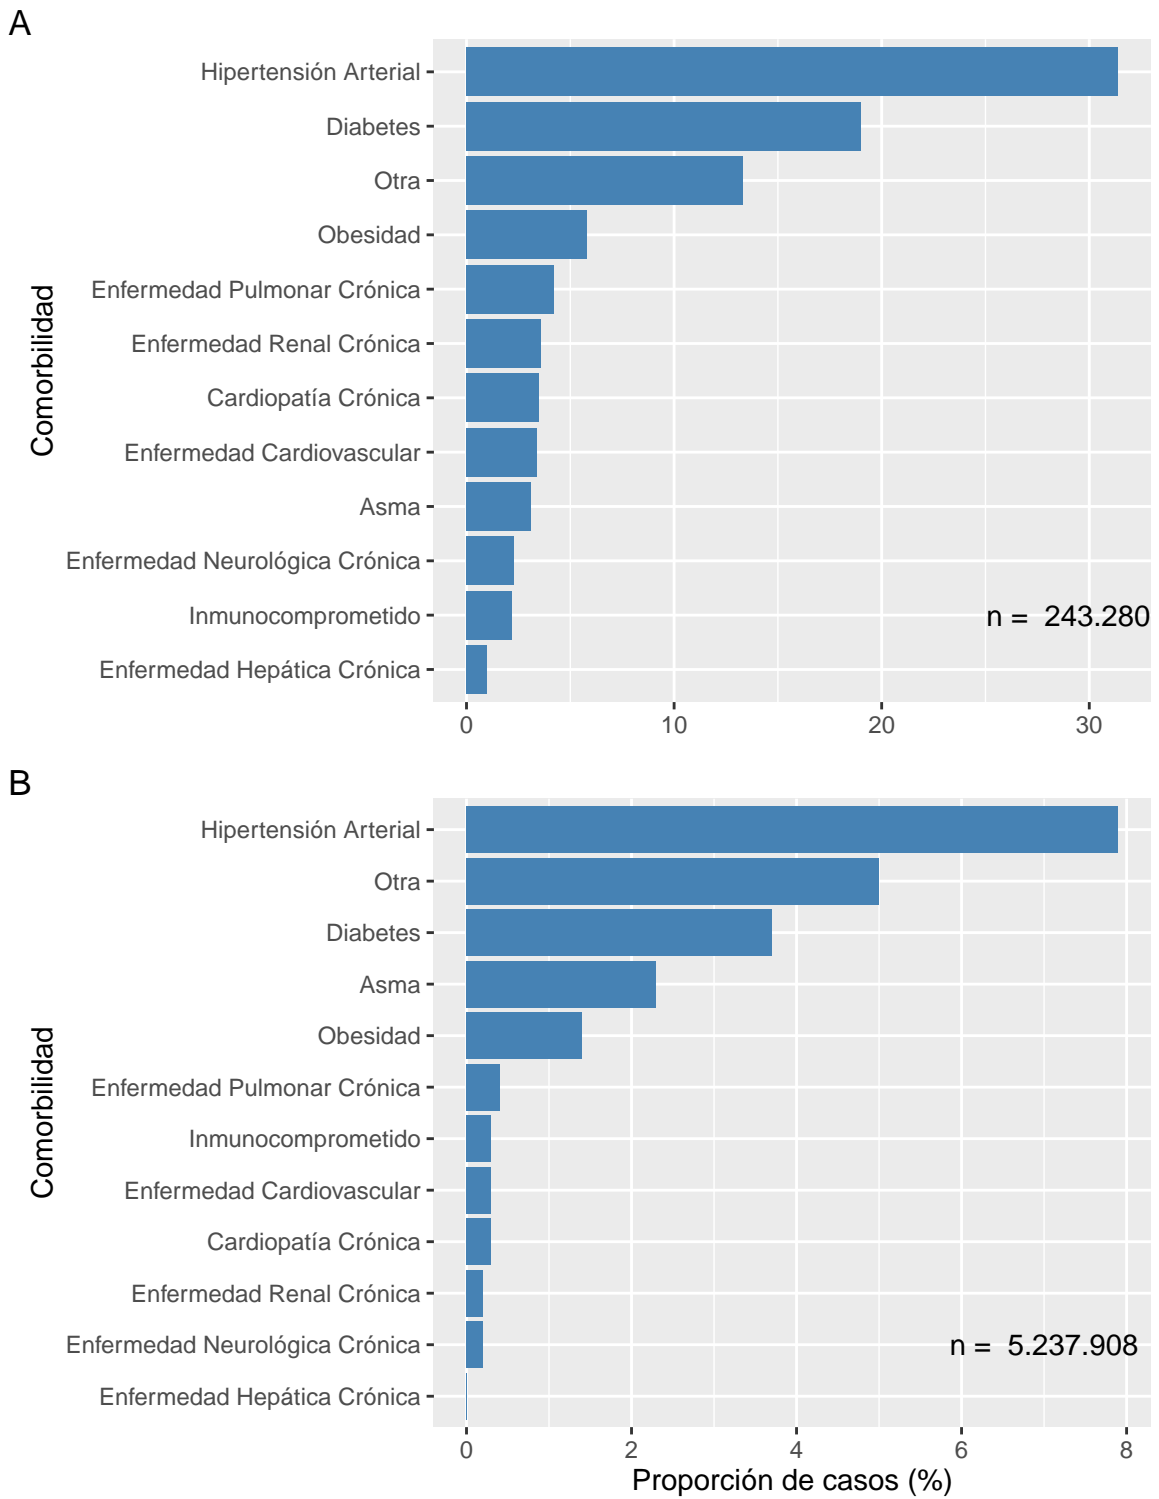 A
Comorbilidad
Hipertensión Arterial
Diabetes
Otra
Obesidad
Enfermedad Pulmonar Crónica
Enfermedad Renal Crónica
Cardiopatía Crónica
Enfermedad Cardiovascular
Asma
Enfermedad Neurológica Crónica
Inmunocomprometido
Enfermedad Hepática Crónica
n = 243.280
0 10 20 30
B
Comorbilidad
Hipertensión Arterial
Otra
Diabetes
Asma
Obesidad
Enfermedad Pulmonar Crónica
Inmunocomprometido
Enfermedad Cardiovascular
Cardiopatía Crónica
Enfermedad Renal Crónica
Enfermedad Neurológica Crónica
Enfermedad Hepática Crónica
n = 5.237.908
0 2 4 6 8
Proporción de casos (%)